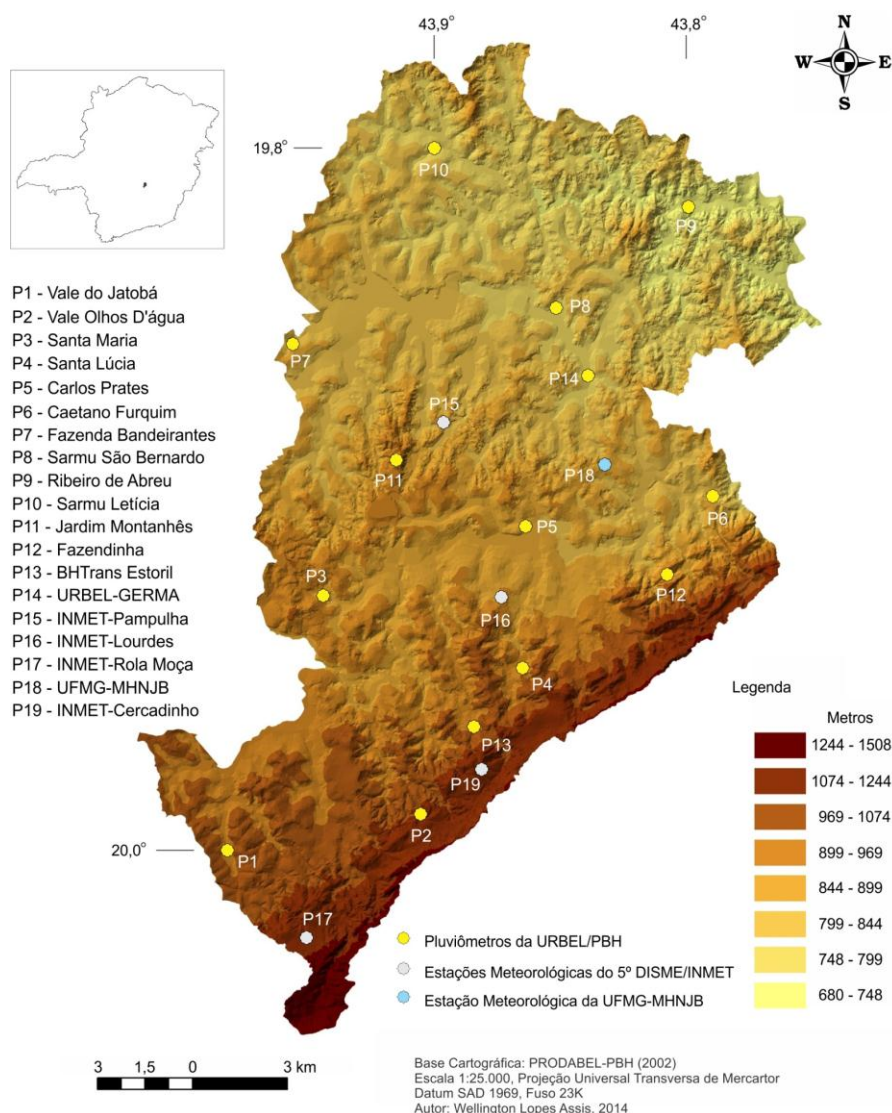 43,9°
43,8°
N
W
E
S
19,8°
P10
P9
P8
P7
P14
P15
P11
P18
P6
P5
P3
P12
P16
P4
P13
P19
P2
20,0°
P1
P17
P1 - Vale do Jatobá
P2 - Vale Olhos D'água
P3 - Santa Maria
P4 - Santa Lúcia
P5 - Carlos Prates
P6 - Caetano Furquim
P7 - Fazenda Bandeirantes
P8 - Sarmu São Bernardo
P9 - Ribeiro de Abreu
P10 - Sarmu Letícia
P11 - Jardim Montanhês
P12 - Fazendinha
P13 - BHTrans Estoril
P14 - URBEL-GERMA
P15 - INMET-Pampulha
P16 - INMET-Lourdes
P17 - INMET-Rola Moça
P18 - UFMG-MHNJB
P19 - INMET-Cercadinho
Legenda
Metros
1244 - 1508
1074 - 1244
969 - 1074
899 - 969
844 - 899
799 - 844
748 - 799
680 - 748
Pluviômetros da URBEL/PBH
Estações Meteorológicas do 5º DISME/INMET
Estação Meteorológica da UFMG-MHNJB
3 1,5 0 3 km
Base Cartográfica: PRODABEL-PBH (2002)
Escala 1:25.000, Projeção Universal Transversa de Mercartor
Datum SAD 1969, Fuso 23K
Autor: Wellington Lopes Assis, 2014